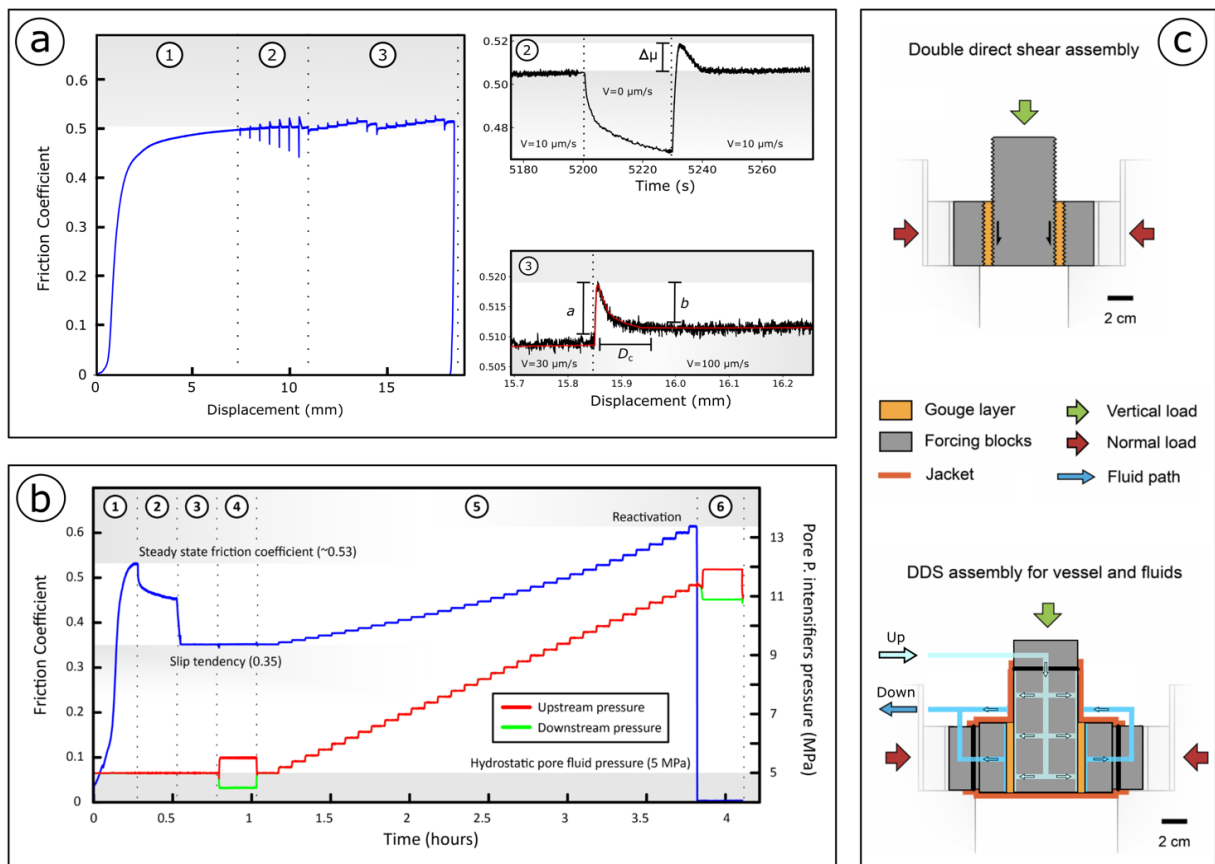 a
1
2
3
0.6
0.5
0.4
0.3
0.2
0.1
0
Friction Coefficient
0
5
10
15
Displacement (mm)
2
0.52
0.50
0.48
Δμ
V=0 μm/s
V=10 μm/s
V=10 μm/s
5180
5200
5220
5240
5260
Time (s)
3
0.520
0.515
0.510
0.505
a
b
Dc
V=30 μm/s
V=100 μm/s
15.7
15.8
15.9
16.0
16.1
16.2
Displacement (mm)
b
1
2
3
4
5
6
0.6
0.5
0.4
0.3
0.2
0.1
0
Friction Coefficient
Steady state friction coefficient (~0.53)
Reactivation
Slip tendency (0.35)
Upstream pressure
Downstream pressure
Hydrostatic pore fluid pressure (5 MPa)
13
11
9
7
5
Pore P. intensifiers pressure (MPa)
0
0.5
1
1.5
2
2.5
3
3.5
4
Time (hours)
c
Double direct shear assembly
2 cm
Gouge layer
Vertical load
Forcing blocks
Normal load
Jacket
Fluid path
DDS assembly for vessel and fluids
Up
Down
2 cm